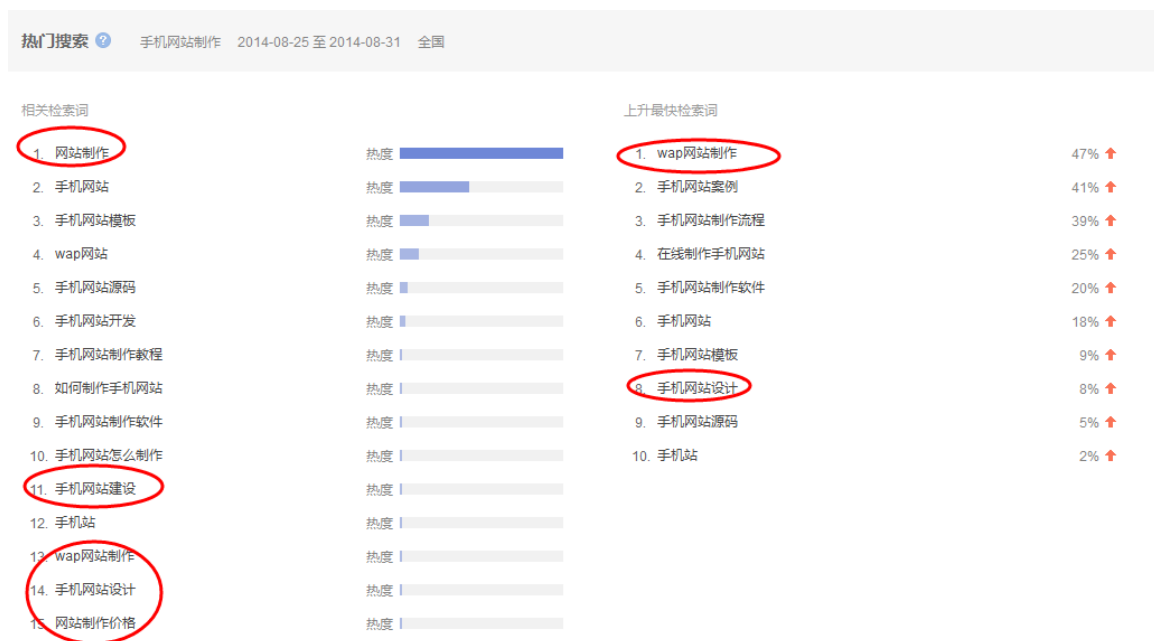 热门搜索 ? 手机网站制作 2014-08-25 至 2014-08-31 全国
相关检索词
1. 网站制作 热度
2. 手机网站 热度
3. 手机网站模板 热度
4. wap网站 热度
5. 手机网站源码 热度
6. 手机网站开发 热度
7. 手机网站制作教程 热度
8. 如何制作手机网站 热度
9. 手机网站制作软件 热度
10. 手机网站怎么制作 热度
11. 手机网站建设 热度
12. 手机站 热度
13. wap网站制作 热度
14. 手机网站设计 热度
15. 网站制作价格 热度
上升最快检索词
1. wap网站制作 47%
2. 手机网站案例 41%
3. 手机网站制作流程 39%
4. 在线制作手机网站 25%
5. 手机网站制作软件 20%
6. 手机网站 18%
7. 手机网站模板 9%
8. 手机网站设计 8%
9. 手机网站源码 5%
10. 手机站 2%